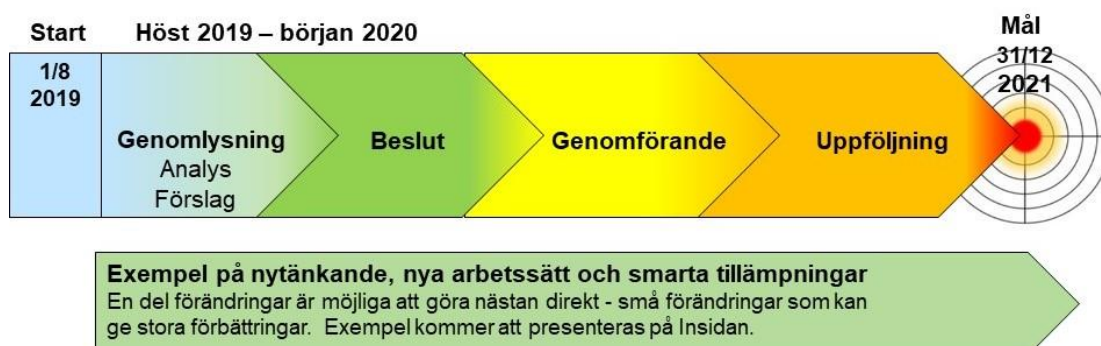 Start
Höst 2019 – början 2020
Mål
1/8
2019
31/12
2021
Genomlysning
Analys
Förslag
Beslut
Genomförande
Uppföljning
Exempel på nytänkande, nya arbetssätt och smarta tillämpningar
En del förändringar är möjliga att göra nästan direkt - små förändringar som kan
ge stora förbättringar. Exempel kommer att presenteras på Insidan.